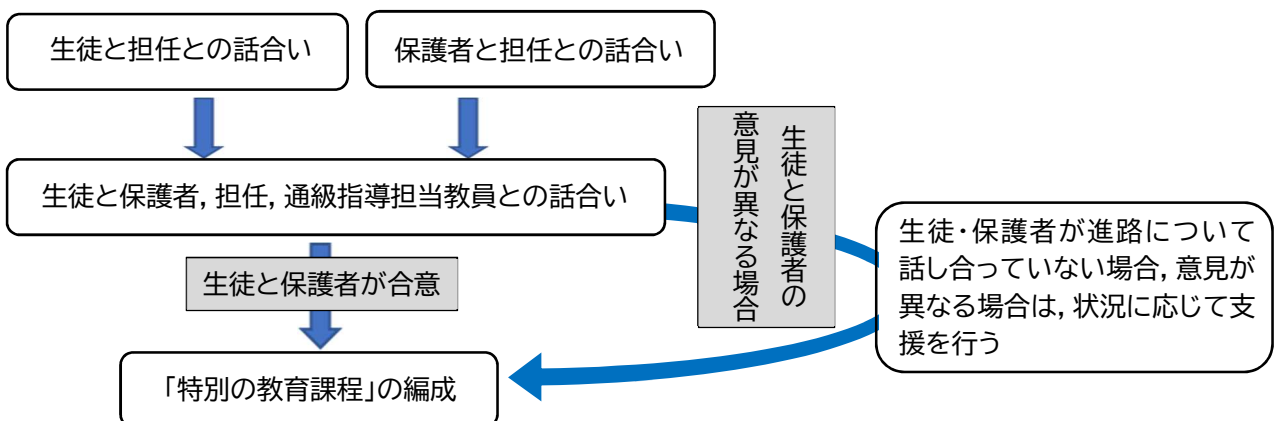 生徒と担任との話合い
保護者と担任との話合い
生徒と保護者の
意見が異なる場合
生徒と保護者，担任，通級指導担当教員との話合い
生徒・保護者が進路について
話し合っていない場合，意見が
異なる場合は，状況に応じて支
援を行う
生徒と保護者が合意
「特別の教育課程」の編成